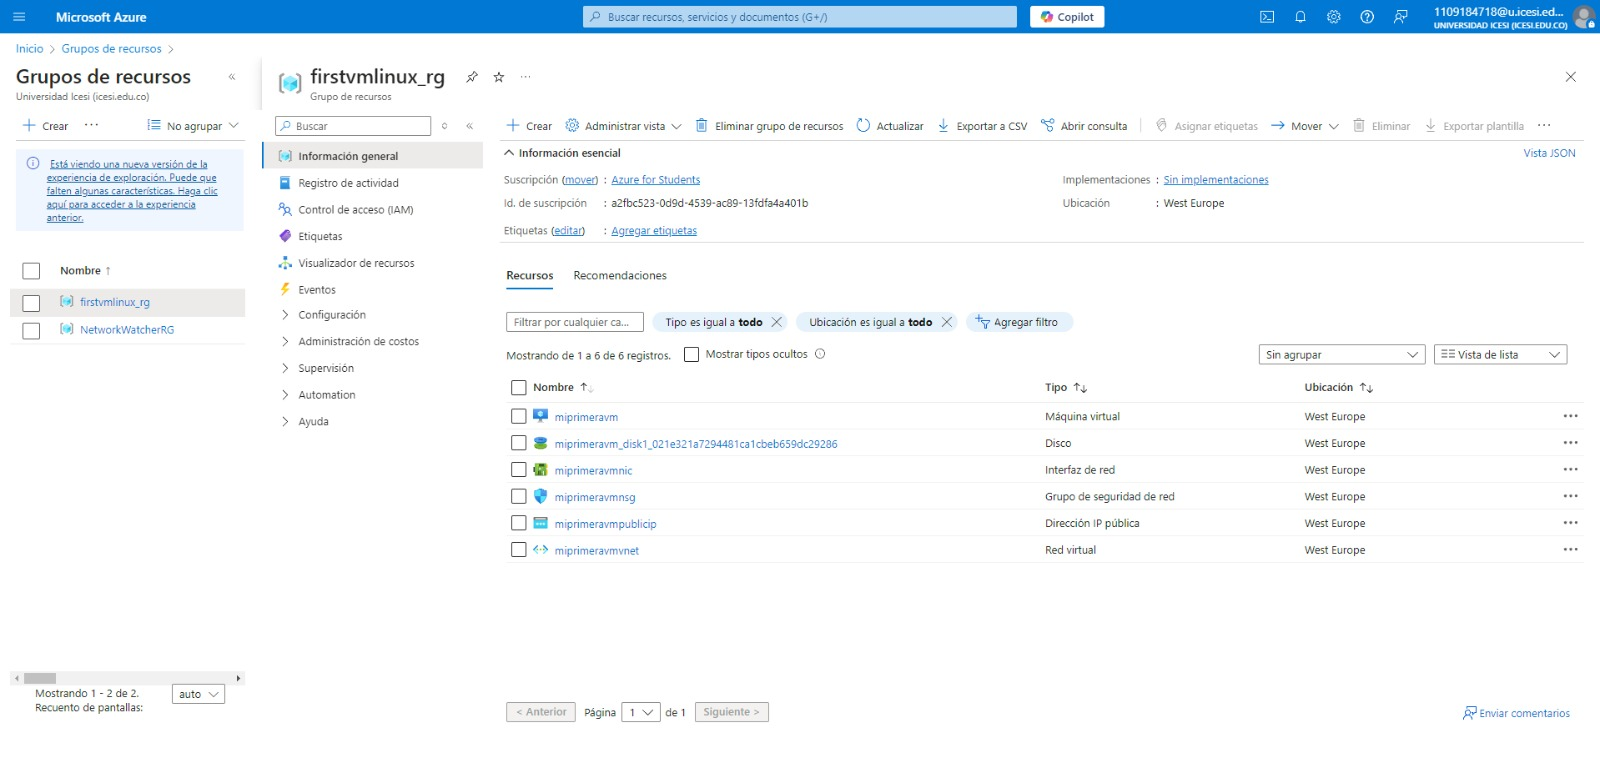 Microsoft Azure
Buscar recursos, servicios y documentos (G+/)
Copilot
1109184718@u.icesi.ed...
UNIVERSIDAD ICESI (ICESI.EDU.CO)
Inicio > Grupos de recursos >
Grupos de recursos
Universidad Icesi (icesi.edu.co)
Crear
No agrupar
Está viendo una nueva versión de la
experiencia de exploración. Puede que
falten algunas características. Haga clic
aquí para acceder a la experiencia
anterior.
Nombre ↑
firstvmlinux_rg
NetworkWatcherRG
Mostrando 1 - 2 de 2.
Recuento de pantallas:
auto
firstvmlinux_rg
Grupo de recursos
Buscar
Información general
Registro de actividad
Control de acceso (IAM)
Etiquetas
Visualizador de recursos
Eventos
Configuración
Administración de costos
Supervisión
Automation
Ayuda
Crear
Administrar vista
Eliminar grupo de recursos
Actualizar
Exportar a CSV
Abrir consulta
Asignar etiquetas
Mover
Eliminar
Exportar plantilla
Información esencial
Vista JSON
Suscripción (mover) : Azure for Students
Implementaciones : Sin implementaciones
Id. de suscripción : a2fbc523-0d9d-4539-ac89-13fdfa4a401b
Ubicación : West Europe
Etiquetas (editar) : Agregar etiquetas
Recursos
Recomendaciones
Filtrar por cualquier ca...
Tipo es igual a todo
Ubicación es igual a todo
Agregar filtro
Mostrando de 1 a 6 de 6 registros.
Mostrar tipos ocultos
Sin agrupar
Vista de lista
Nombre ↑↓ Tipo ↑↓ Ubicación ↑↓
miprimeravm Máquina virtual West Europe
miprimeravm_disk1_021e321a7294481ca1cbeb659dc29286 Disco West Europe
miprimeravmnic Interfaz de red West Europe
miprimeravmnsg Grupo de seguridad de red West Europe
miprimeravmpublicip Dirección IP pública West Europe
miprimeravmvnet Red virtual West Europe
< Anterior Página 1 de 1 Siguiente >
Enviar comentarios